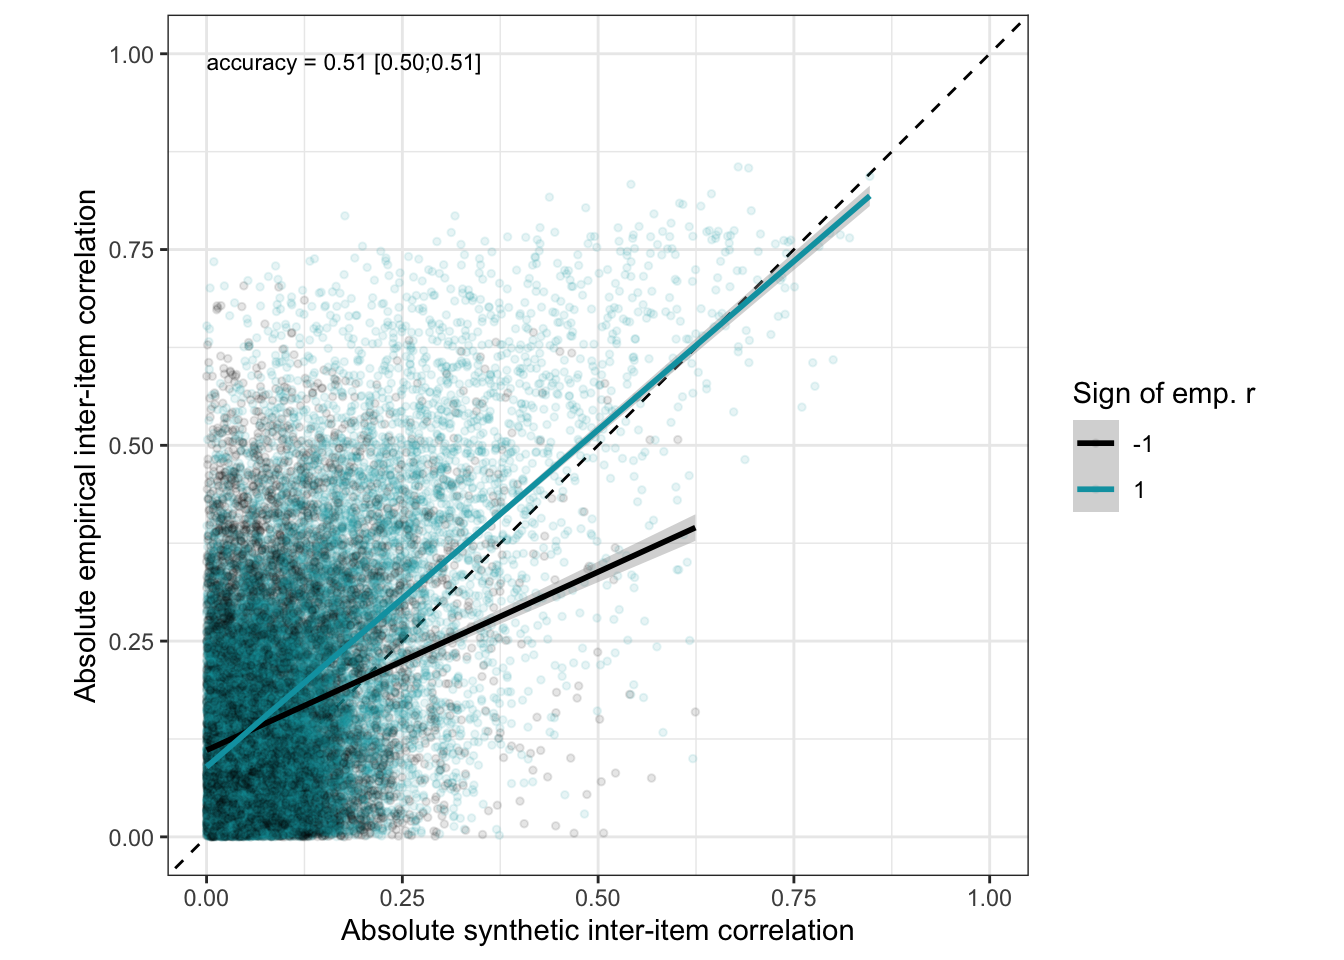 accuracy = 0.51 [0.50;0.51]
1.00
0.75
0.50
0.25
0.00
Absolute empirical inter-item correlation
0.00 0.25 0.50 0.75 1.00
Absolute synthetic inter-item correlation
Sign of emp. r
-1
1